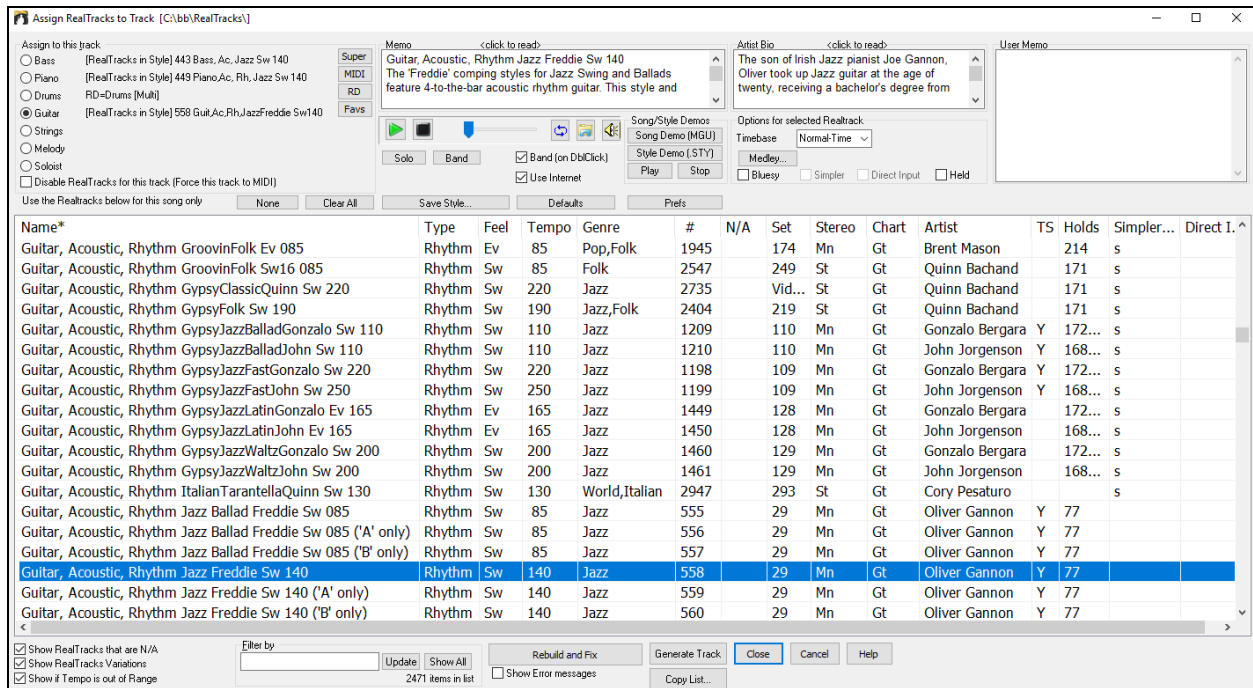 Assign RealTracks to Track [C:\bb\RealTracks\]
Assign to this track
Bass [RealTracks in Style] 443 Bass, Ac, Jazz Sw 140 Super
Piano [RealTracks in Style] 449 Piano,Ac, Rh, Jazz Sw 140 MIDI
Drums RD=Drums [Multi] RD
Guitar [RealTracks in Style] 558 Guit,Ac,Rh,JazzFreddie Sw140 Favs
Strings
Melody
Soloist
Disable RealTracks for this track (Force this track to MIDI)
Memo <click to read>
Guitar, Acoustic, Rhythm Jazz Freddie Sw 140
The 'Freddie' comping styles for Jazz Swing and Ballads
feature 4-to-the-bar acoustic rhythm guitar. This style and
Artist Bio <click to read>
The son of Irish Jazz pianist Joe Gannon,
Oliver took up Jazz guitar at the age of
twenty, receiving a bachelor's degree from
User Memo
Solo Band
Band (on DblClick)
Use Internet
Song/Style Demos
Song Demo (MGU)
Style Demo (.STY)
Play Stop
Options for selected Realtrack
Timebase Normal-Time
Medley...
Bluesy Simpler Direct Input Held
Use the Realtracks below for this song only None Clear All Save Style... Defaults Prefs
Name* Type Feel Tempo Genre # N/A Set Stereo Chart Artist TS Holds Simpler... Direct I.
Guitar, Acoustic, Rhythm GroovinFolk Ev 085 Rhythm Ev 85 Pop,Folk 1945 174 Mn Gt Brent Mason 214 s
Guitar, Acoustic, Rhythm GroovinFolk Sw16 085 Rhythm Sw 85 Folk 2547 249 St Gt Quinn Bachand 171 s
Guitar, Acoustic, Rhythm GypsyClassicQuinn Sw 220 Rhythm Sw 220 Jazz 2735 Vid... St Gt Quinn Bachand 171 s
Guitar, Acoustic, Rhythm GypsyFolk Sw 190 Rhythm Sw 190 Jazz,Folk 2404 219 St Gt Quinn Bachand 171 s
Guitar, Acoustic, Rhythm GypsyJazzBalladGonzalo Sw 110 Rhythm Sw 110 Jazz 1209 110 Mn Gt Gonzalo Bergara Y 172... s
Guitar, Acoustic, Rhythm GypsyJazzBalladJohn Sw 110 Rhythm Sw 110 Jazz 1210 110 Mn Gt John Jorgenson Y 168... s
Guitar, Acoustic, Rhythm GypsyJazzFastGonzalo Sw 220 Rhythm Sw 220 Jazz 1198 109 Mn Gt Gonzalo Bergara Y 172... s
Guitar, Acoustic, Rhythm GypsyJazzFastJohn Sw 250 Rhythm Sw 250 Jazz 1199 109 Mn Gt John Jorgenson Y 168... s
Guitar, Acoustic, Rhythm GypsyJazzLatinGonzalo Ev 165 Rhythm Ev 165 Jazz 1449 128 Mn Gt Gonzalo Bergara 172... s
Guitar, Acoustic, Rhythm GypsyJazzLatinJohn Ev 165 Rhythm Ev 165 Jazz 1450 128 Mn Gt John Jorgenson 168... s
Guitar, Acoustic, Rhythm GypsyJazzWaltzGonzalo Sw 200 Rhythm Sw 200 Jazz 1460 129 Mn Gt Gonzalo Bergara 172... s
Guitar, Acoustic, Rhythm GypsyJazzWaltzJohn Sw 200 Rhythm Sw 200 Jazz 1461 129 Mn Gt John Jorgenson 168... s
Guitar, Acoustic, Rhythm ItalianTarantellaQuinn Sw 130 Rhythm Sw 130 World,Italian 2947 293 St Gt Cory Pesaturo s
Guitar, Acoustic, Rhythm Jazz Ballad Freddie Sw 085 Rhythm Sw 85 Jazz 555 29 Mn Gt Oliver Gannon Y 77
Guitar, Acoustic, Rhythm Jazz Ballad Freddie Sw 085 ('A' only) Rhythm Sw 85 Jazz 556 29 Mn Gt Oliver Gannon Y 77
Guitar, Acoustic, Rhythm Jazz Ballad Freddie Sw 085 ('B' only) Rhythm Sw 85 Jazz 557 29 Mn Gt Oliver Gannon Y 77
Guitar, Acoustic, Rhythm Jazz Freddie Sw 140 Rhythm Sw 140 Jazz 558 29 Mn Gt Oliver Gannon Y 77
Guitar, Acoustic, Rhythm Jazz Freddie Sw 140 ('A' only) Rhythm Sw 140 Jazz 559 29 Mn Gt Oliver Gannon Y 77
Guitar, Acoustic, Rhythm Jazz Freddie Sw 140 ('B' only) Rhythm Sw 140 Jazz 560 29 Mn Gt Oliver Gannon Y 77
Show RealTracks that are N/A
Show RealTracks Variations
Show if Tempo is out of Range
Filter by
Update Show All
2471 items in list
Rebuild and Fix
Show Error messages
Generate Track Close Cancel Help
Copy List...